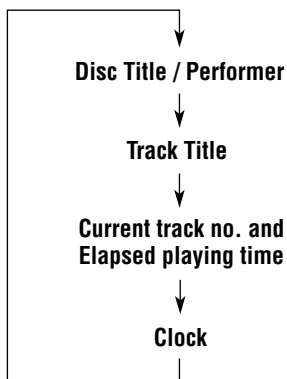 Disc Title / Performer
Track Title
Current track no. and
Elapsed playing time
Clock